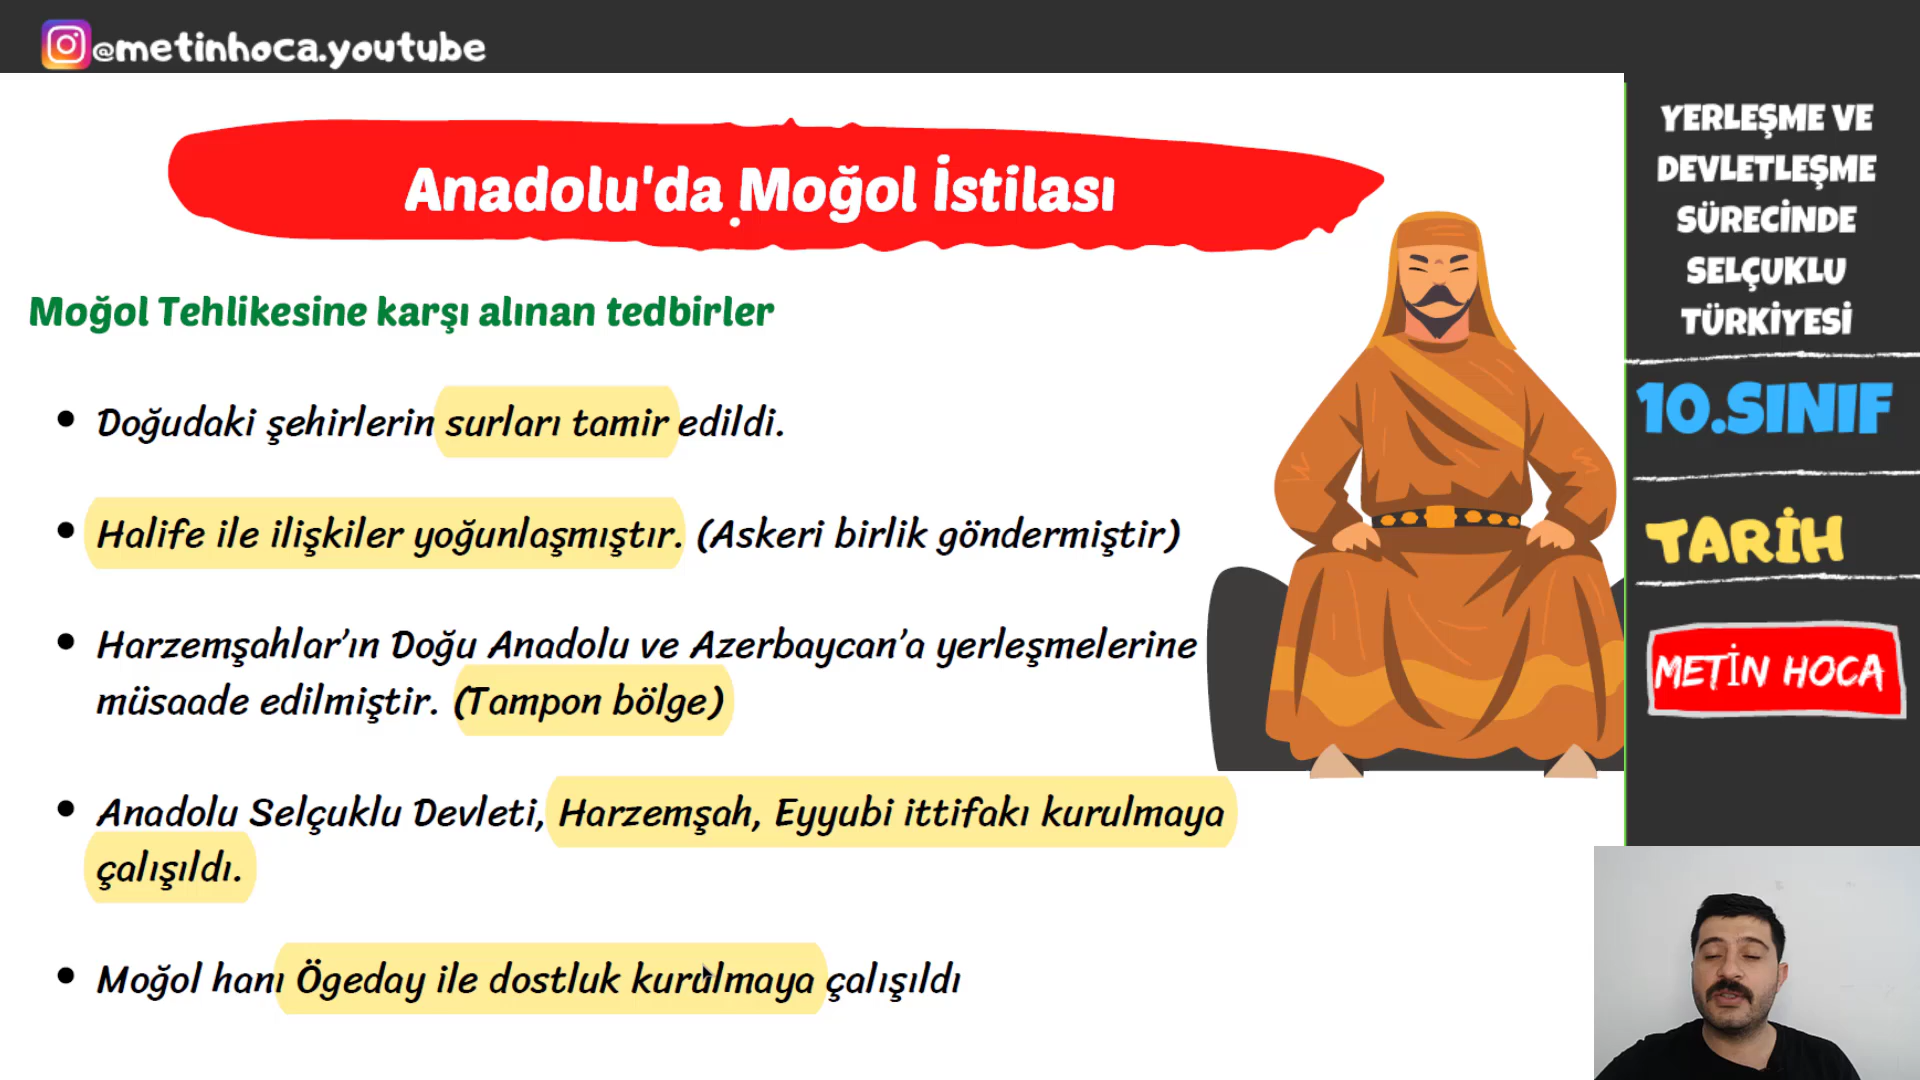 @metinhoca.youtube
Anadolu'da Moğol İstilası
Moğol Tehlikesine karşı alınan tedbirler
• Doğudaki şehirlerin surları tamir edildi.
• Halife ile ilişkiler yoğunlaşmıştır. (Askeri birlik göndermiştir)
• Harzemşahlar’ın Doğu Anadolu ve Azerbaycan’a yerleşmelerine
müsaade edilmiştir. (Tampon bölge)
• Anadolu Selçuklu Devleti, Harzemşah, Eyyubi ittifakı kurulmaya
çalışıldı.
• Moğol hanı Ögeday ile dostluk kurulmaya çalışıldı
YERLEŞME VE
DEVLETLEŞME
SÜRECİNDE
SELÇUKLU
TÜRKİYESİ
10.SINIF
TARİH
METİN HOCA